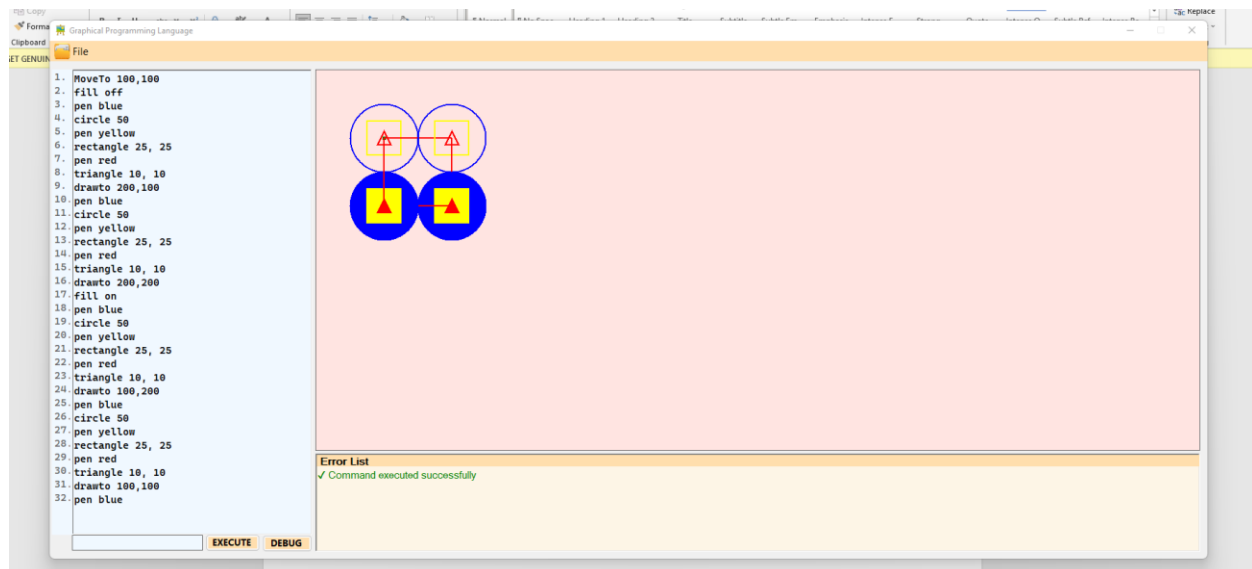 Copy
Replace
Forma
Clipboard
GET GENUIN
Graphical Programming Language
File
1. MoveTo 100,100
2. fill off
3. pen blue
4. circle 50
5. pen yellow
6. rectangle 25, 25
7. pen red
8. triangle 10, 10
9. drawto 200,100
10. pen blue
11. circle 50
12. pen yellow
13. rectangle 25, 25
14. pen red
15. triangle 10, 10
16. drawto 200,200
17. fill on
18. pen blue
19. circle 50
20. pen yellow
21. rectangle 25, 25
22. pen red
23. triangle 10, 10
24. drawto 100,200
25. pen blue
26. circle 50
27. pen yellow
28. rectangle 25, 25
29. pen red
30. triangle 10, 10
31. drawto 100,100
32. pen blue
EXECUTE DEBUG
Error List
✓ Command executed successfully